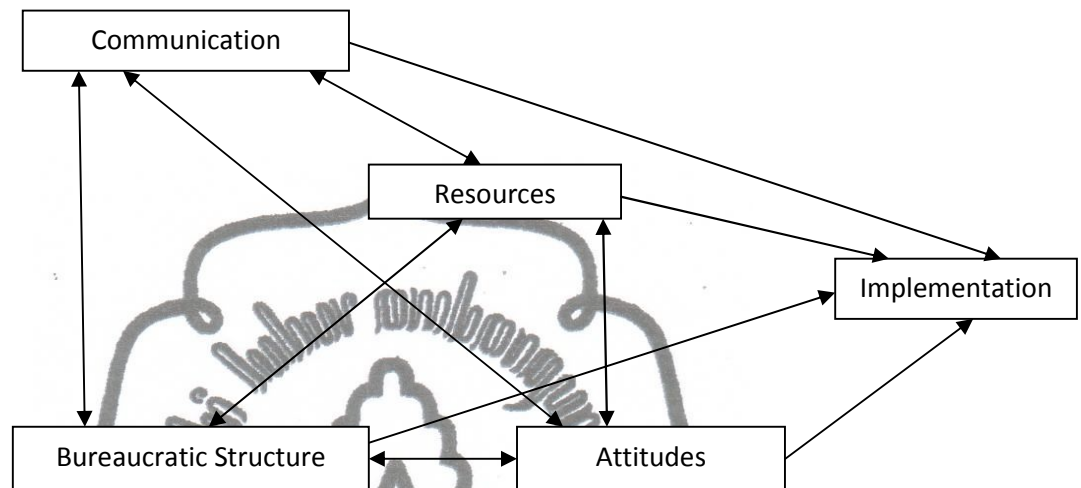 Communication
Resources
Implementation
Bureaucratic Structure
Attitudes